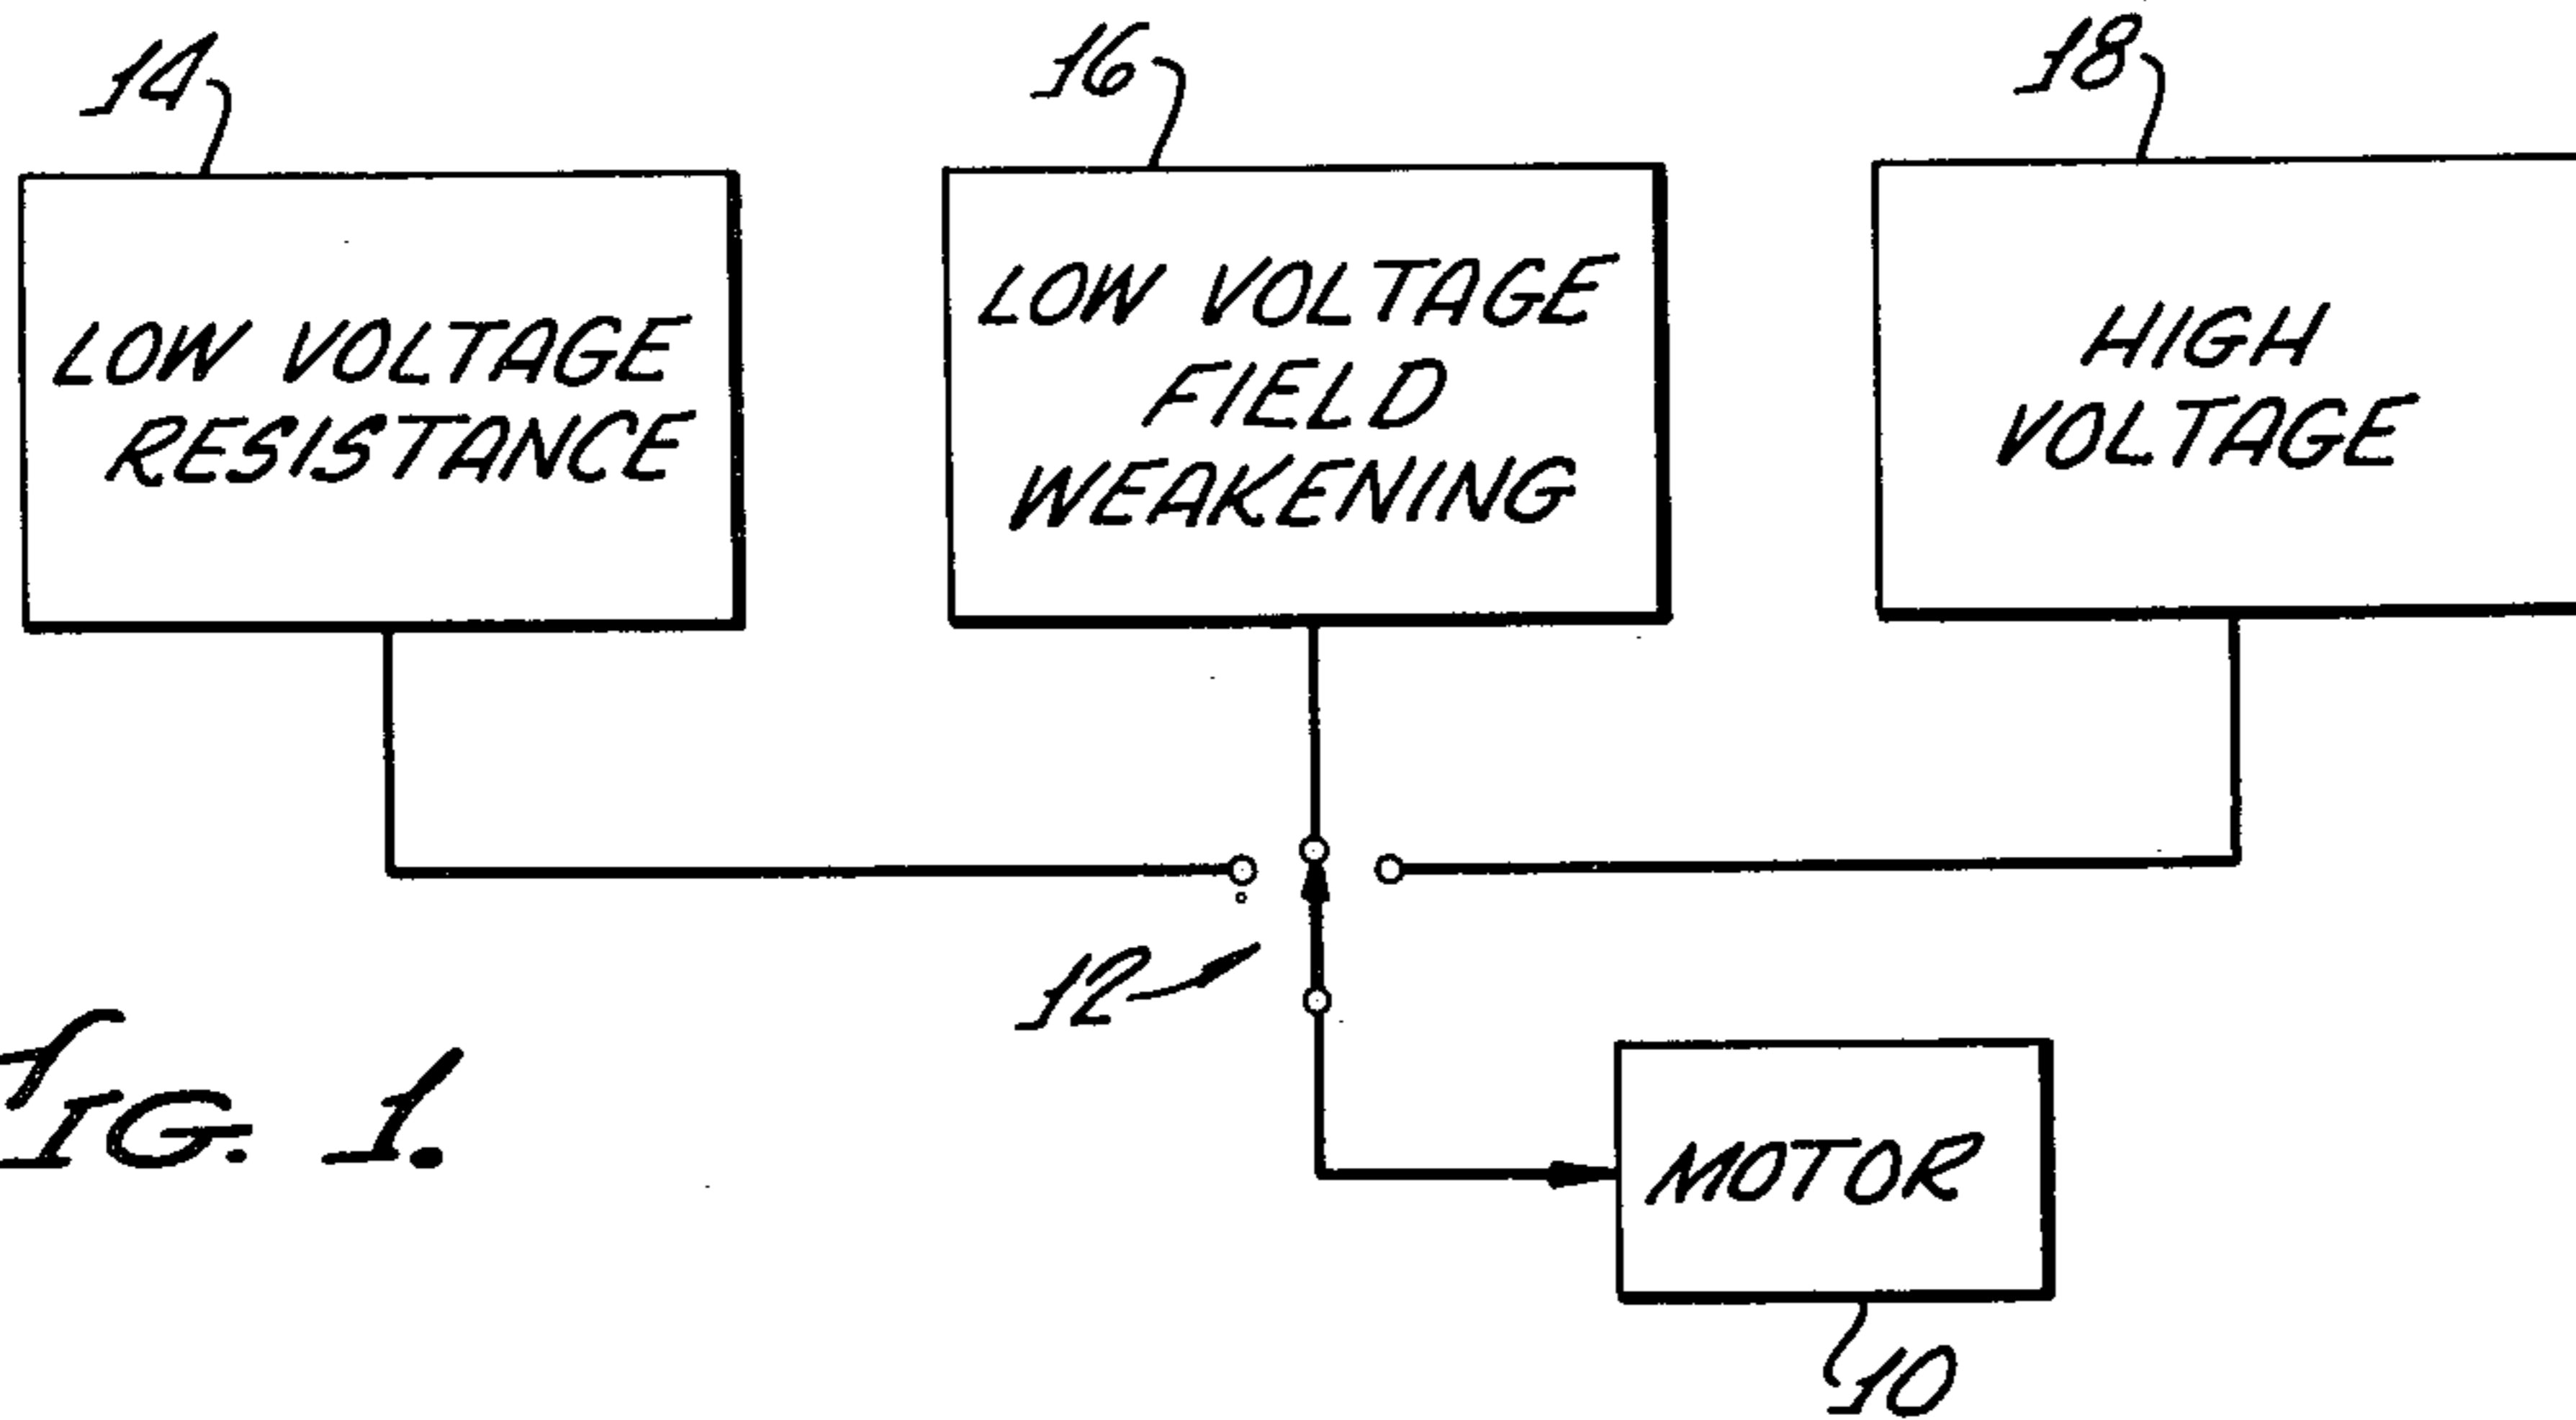 14
16
18
LOW VOLTAGE
RESISTANCE
LOW VOLTAGE
FIELD
WEAKENING
HIGH
VOLTAGE
12
FIG. 1.
MOTOR
10